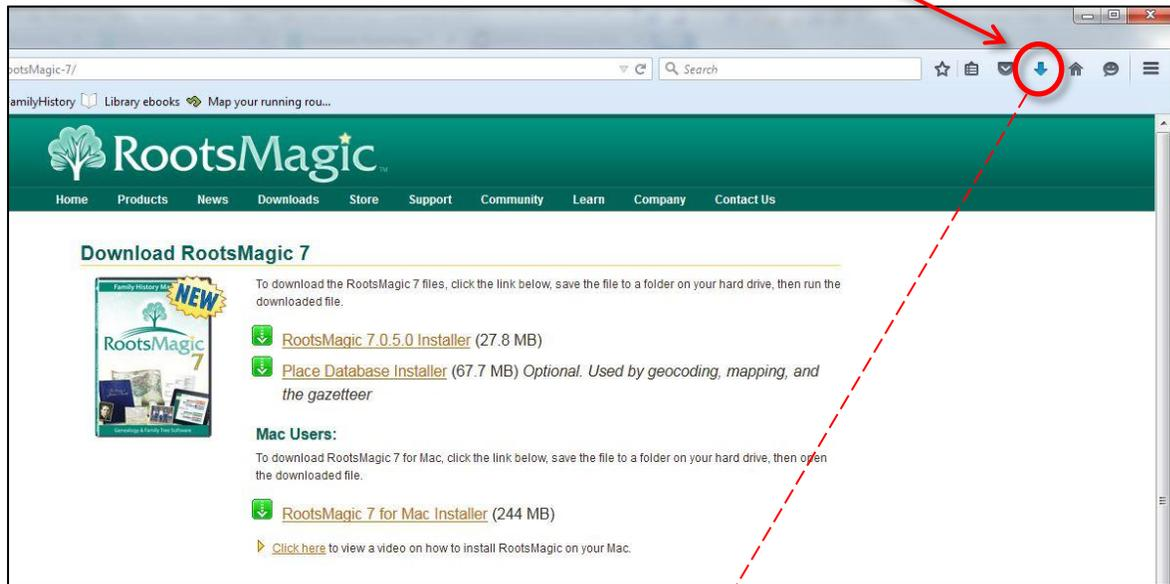 ootsMagic-7/
Search
amilyHistory Library ebooks Map your running rou...
RootsMagic™
Home Products News Downloads Store Support Community Learn Company Contact Us
Download RootsMagic 7
To download the RootsMagic 7 files, click the link below, save the file to a folder on your hard drive, then run the
downloaded file.
NEW
RootsMagic
7
RootsMagic 7.0.5.0 Installer (27.8 MB)
Place Database Installer (67.7 MB) Optional. Used by geocoding, mapping, and
the gazetteer
Mac Users:
To download RootsMagic 7 for Mac, click the link below, save the file to a folder on your hard drive, then open
the downloaded file.
RootsMagic 7 for Mac Installer (244 MB)
Click here to view a video on how to install RootsMagic on your Mac.